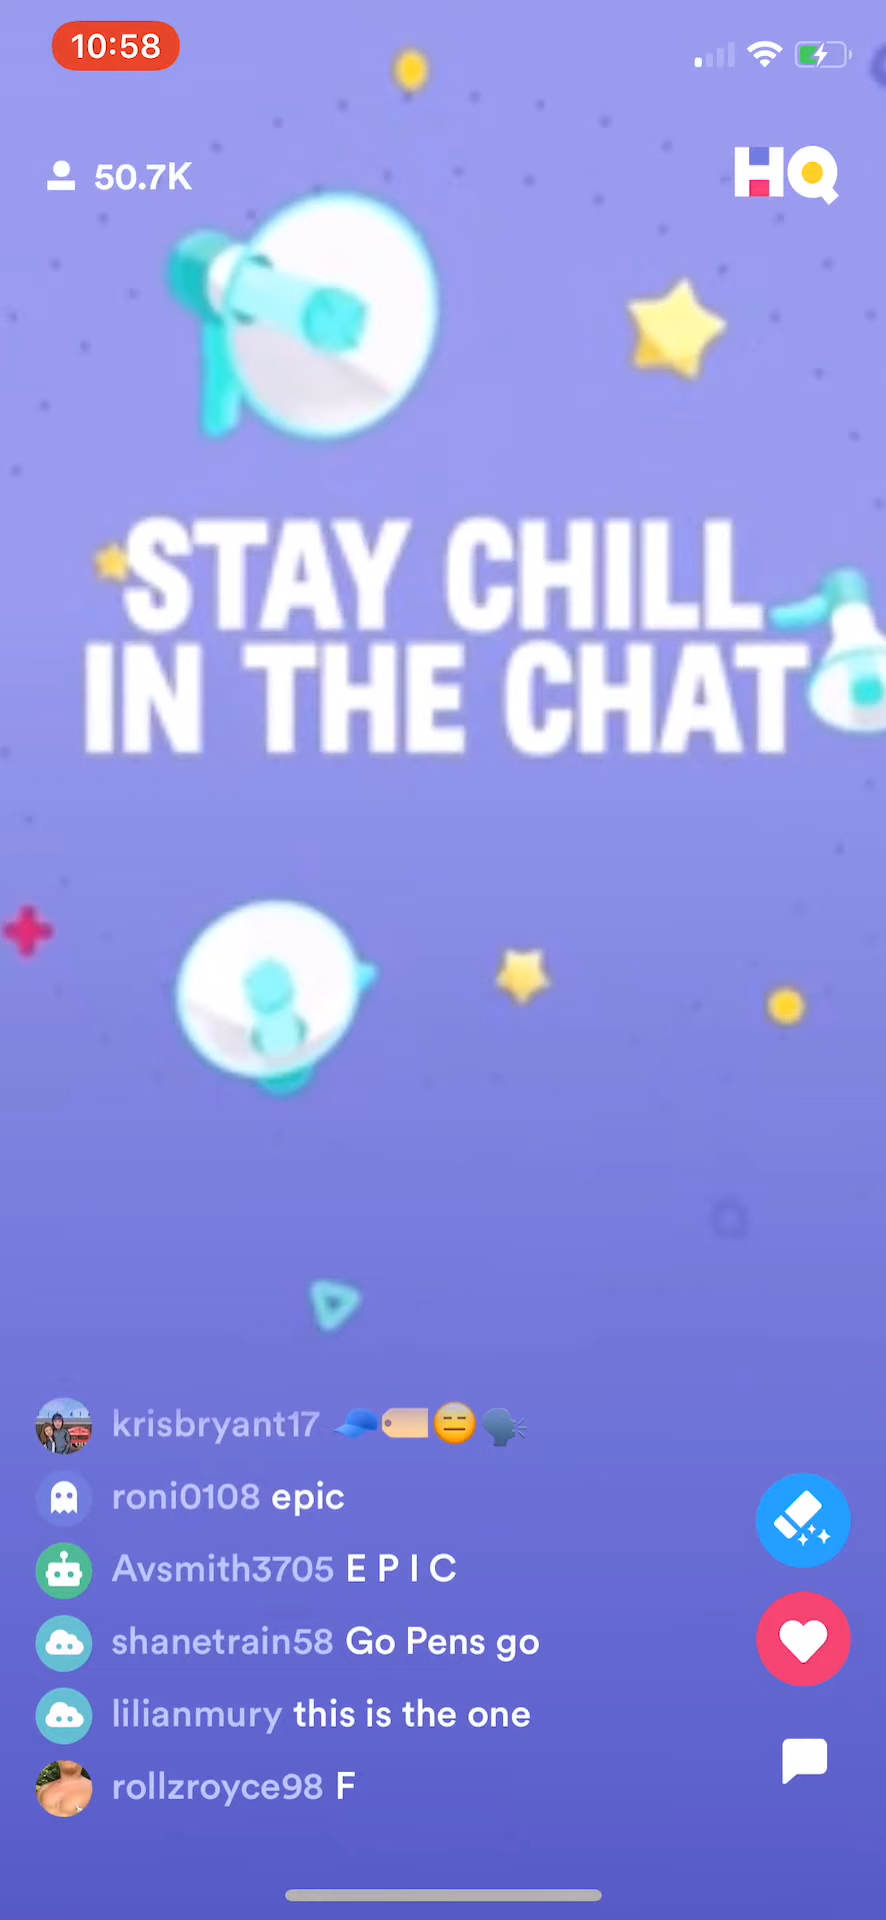 10:58
50.7K
HQ
STAY CHILL
IN THE CHAT
krisbryant17
roni0108 epic
Avsmith3705 E P I C
shanetrain58 Go Pens go
lilianmury this is the one
rollzroyce98 F